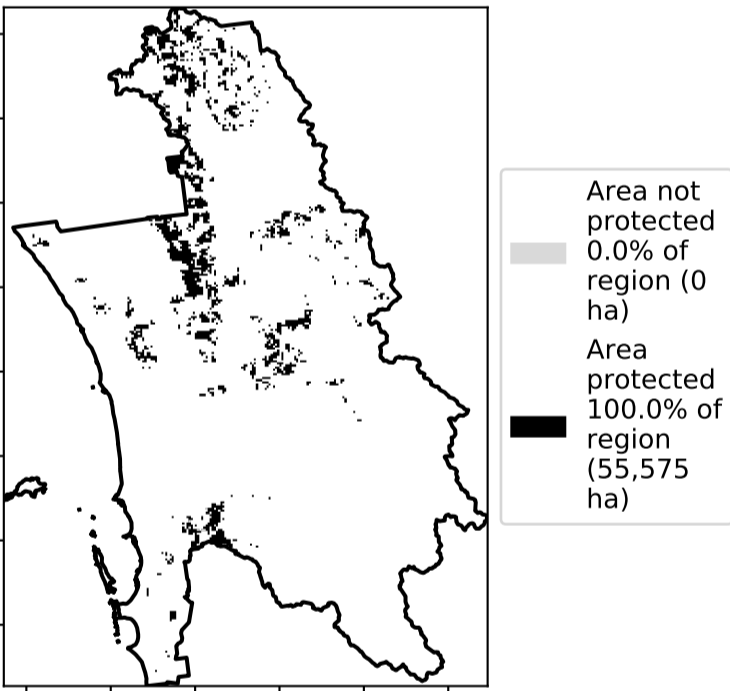 Area not
protected
0.0% of
region (0
ha)
Area
protected
100.0% of
region
(55,575
ha)